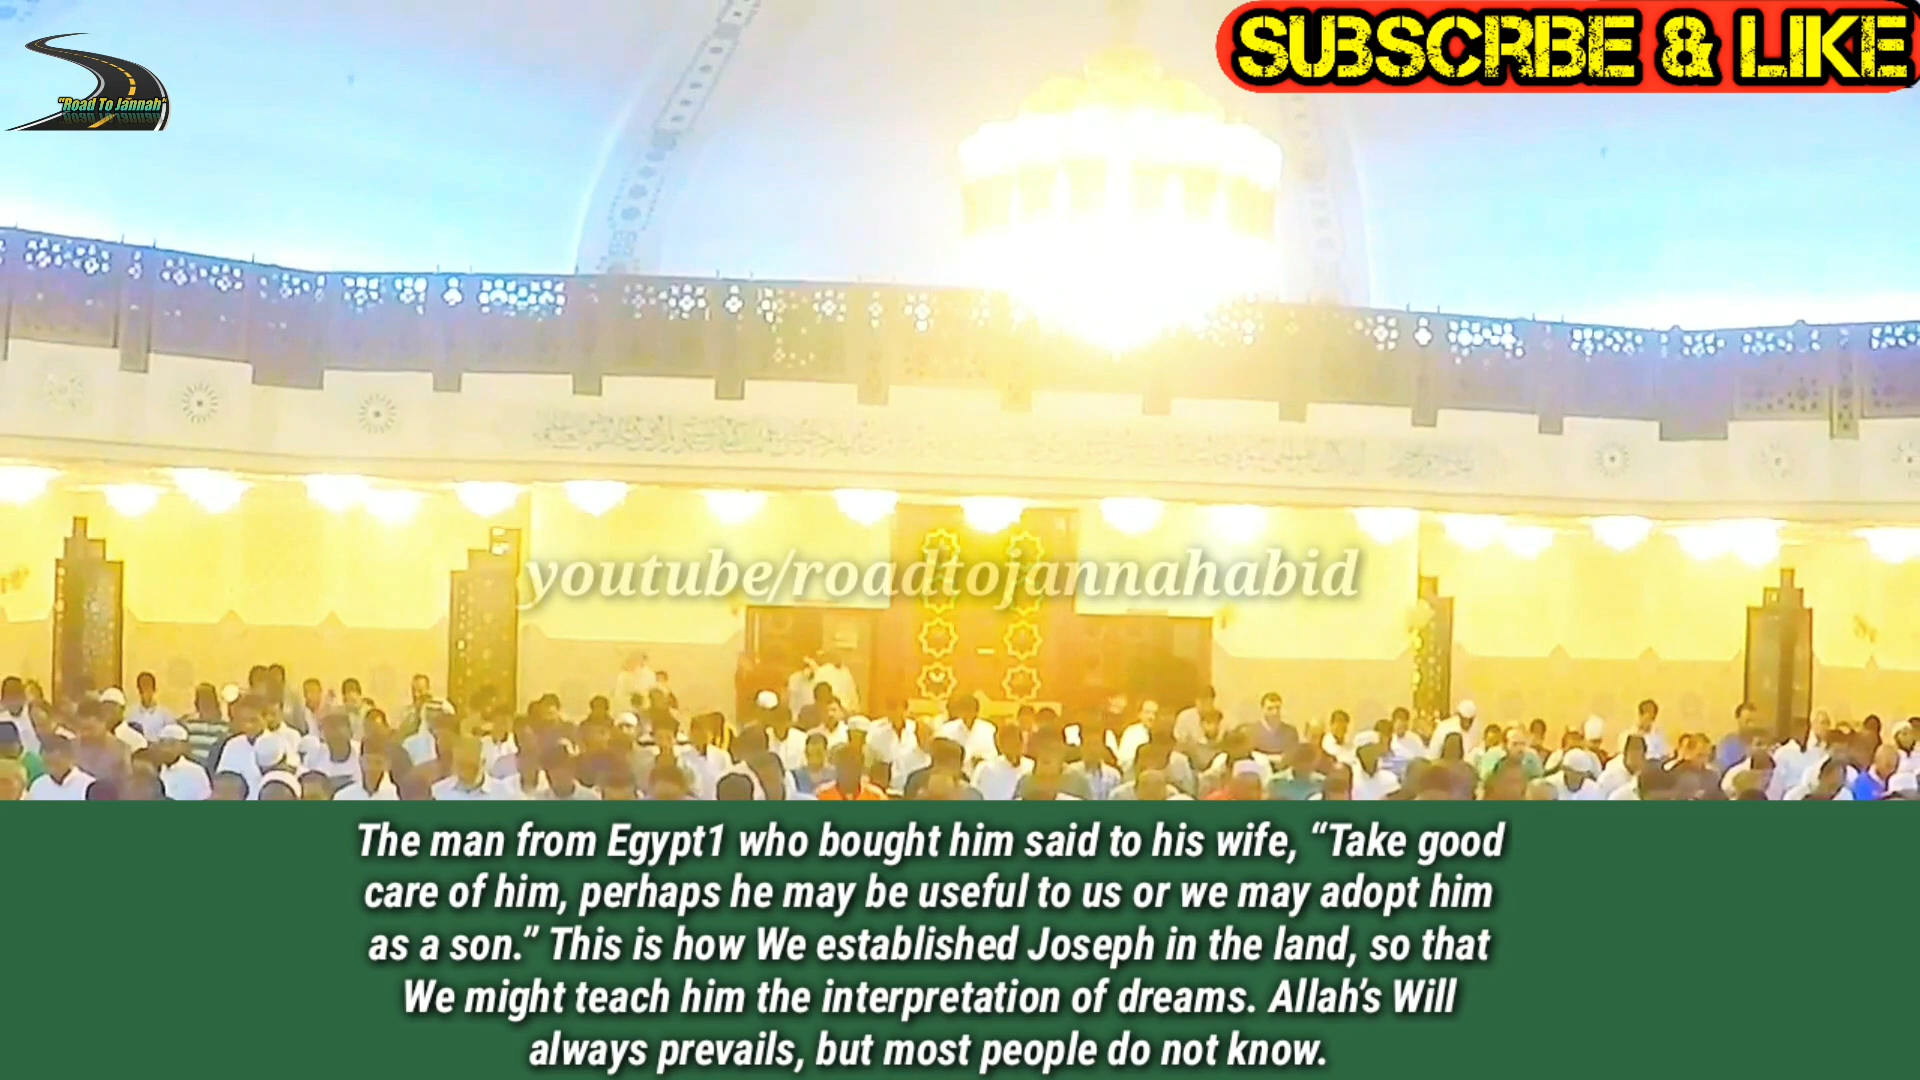 SUBSCRBE & LIKE
"Road To Jannah"
youtube/roadtojannahabid
The man from Egypt1 who bought him said to his wife, “Take good
care of him, perhaps he may be useful to us or we may adopt him
as a son.” This is how We established Joseph in the land, so that
We might teach him the interpretation of dreams. Allah’s Will
always prevails, but most people do not know.